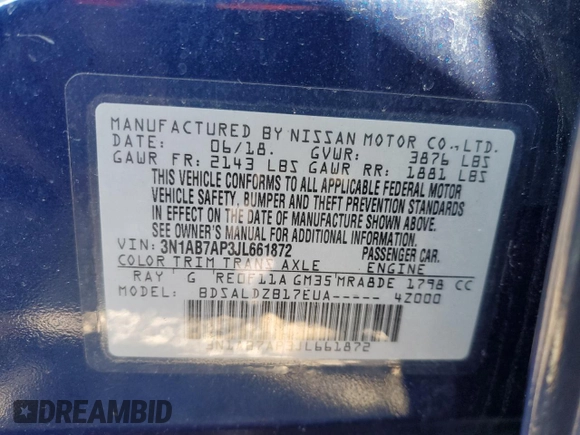 MANUFACTURED BY NISSAN MOTOR CO.,LTD.
DATE: 06/18. GVWR: 3876 LBS
GAWR FR: 2143 LBS GAWR RR: 1881 LBS
THIS VEHICLE CONFORMS TO ALL APPLICABLE FEDERAL MOTOR
VEHICLE SAFETY, BUMPER AND THEFT PREVENTION STANDARDS
IN EFFECT ON THE DATE OF MANUFACTURE SHOWN ABOVE.
SEE OWNER'S MANUAL FOR ADDITIONAL INFORMATION.
VIN: 3N1AB7AP3JL661872 PASSENGER CAR.
COLOR TRIM TRANS AXLE ENGINE
RAY G RE0F11A GM35 MRA8DE 1798 CC
BDSALDZB17EUA----- 4Z000
DREAMBID